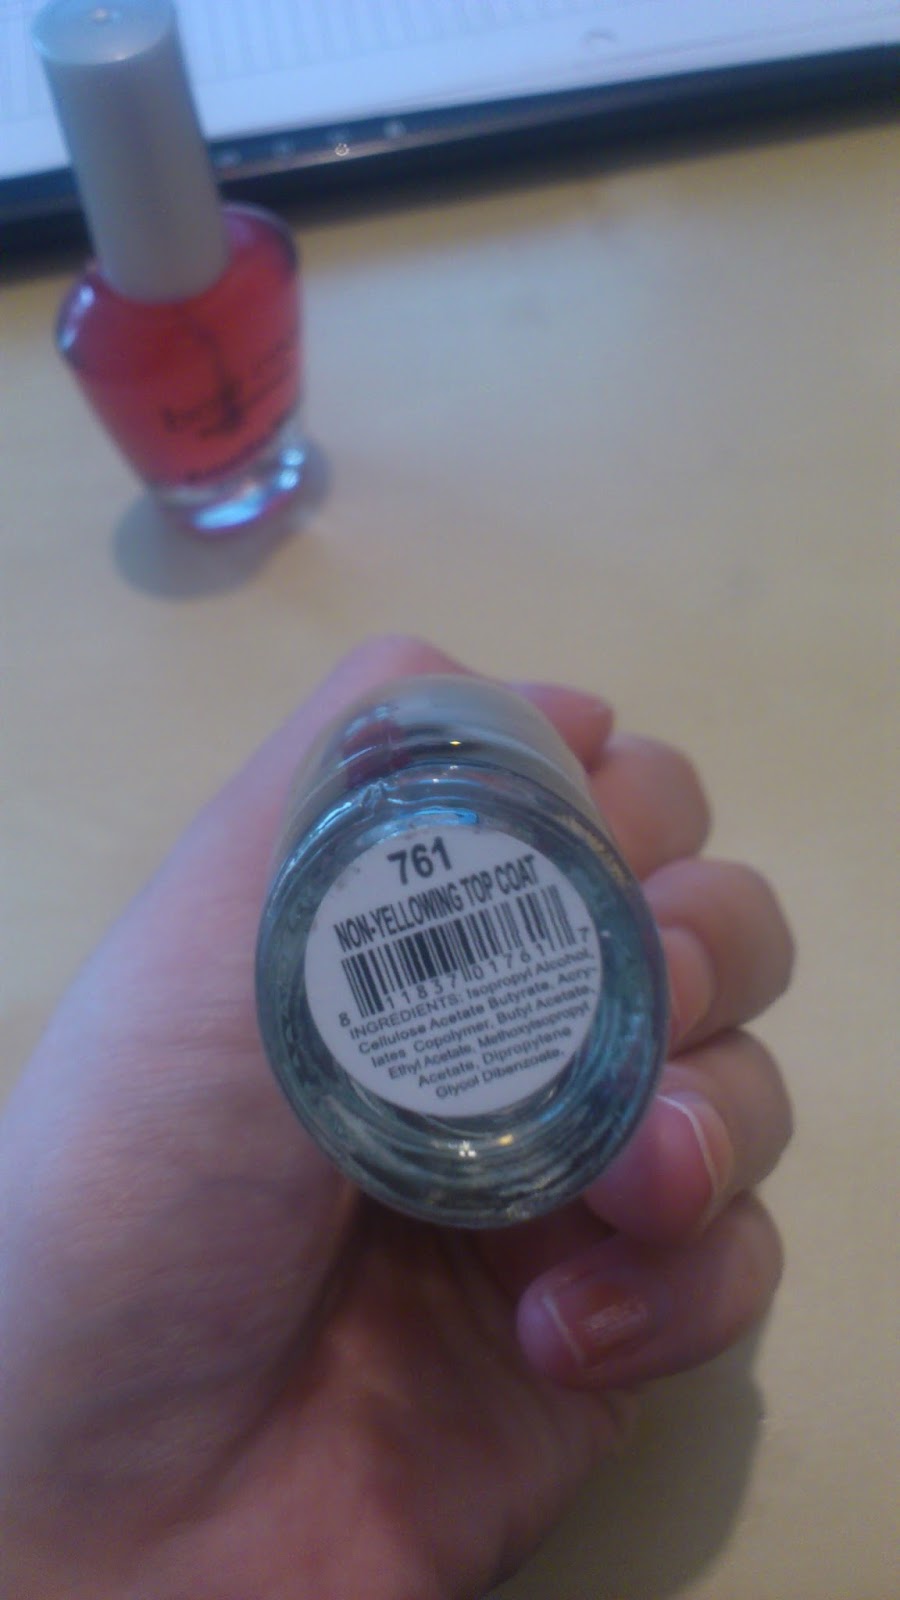 761
NON-YELLOWING TOP COAT
8 11837 01761 7
INGREDIENTS: Isopropyl Alcohol,
Cellulose Acetate Butyrate, Acry-
lates Copolymer, Butyl Acetate,
Ethyl Acetate, Methoxyisopropyl
Acetate, Dipropylene
Glycol Dibenzoate.